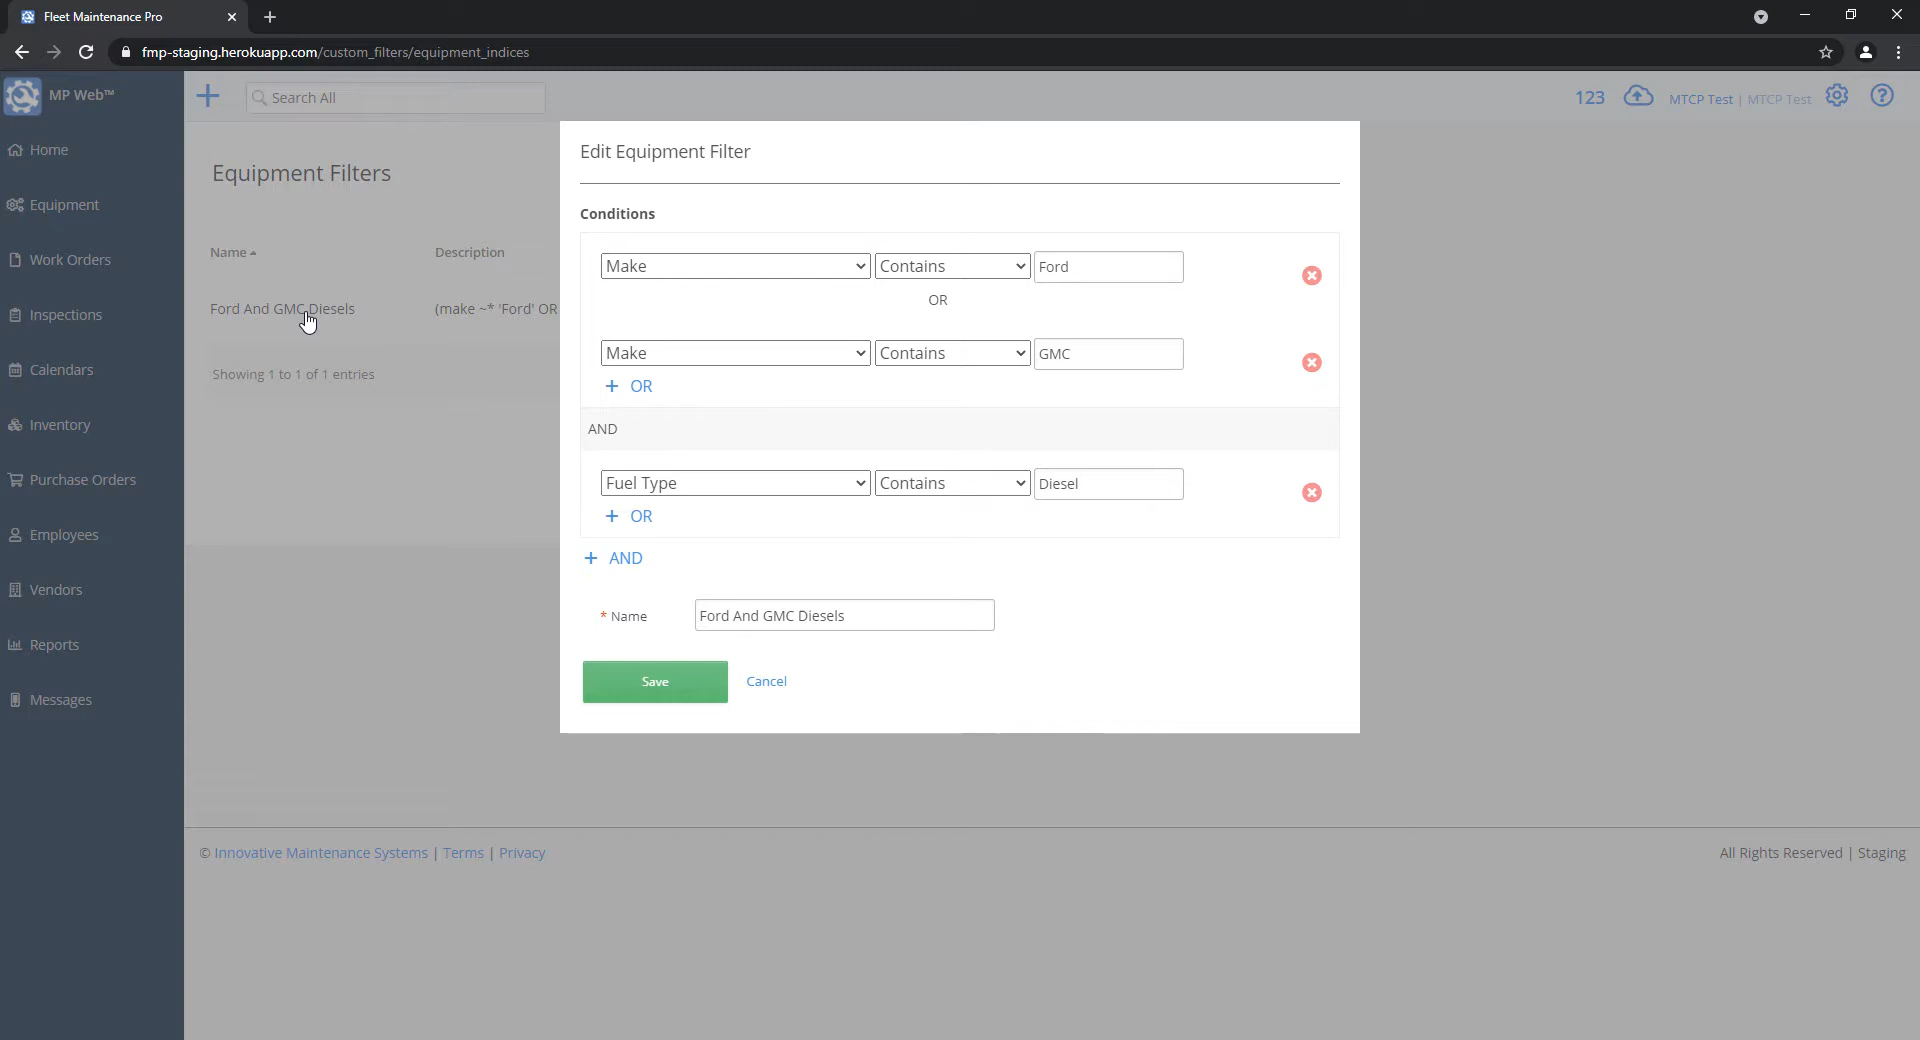 Fleet Maintenance Pro
fmp-staging.herokuapp.com/custom_filters/equipment_indices
MP Web™
Search All
123
MTCP Test | MTCP Test
Home
Equipment
Work Orders
Inspections
Calendars
Inventory
Purchase Orders
Employees
Vendors
Reports
Messages
Equipment Filters
Name
Description
Ford And GMC Diesels
(make ~* 'Ford' OR
Showing 1 to 1 of 1 entries
Edit Equipment Filter
Conditions
Make Contains Ford
OR
Make Contains GMC
+ OR
AND
Fuel Type Contains Diesel
+ OR
+ AND
* Name Ford And GMC Diesels
Save Cancel
© Innovative Maintenance Systems | Terms | Privacy
All Rights Reserved | Staging